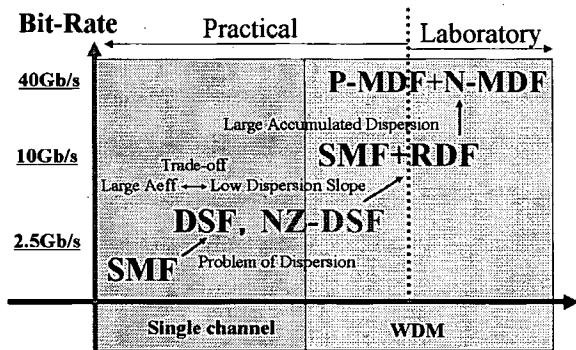 Bit-Rate
Practical
Laboratory
40Gb/s
P-MDF+N-MDF
Large Accumulated Dispersion
10Gb/s
SMF+RDF
Trade-off
Large Aeff ↔ Low Dispersion Slope
DSF, NZ-DSF
2.5Gb/s
SMF
Problem of Dispersion
Single channel
WDM